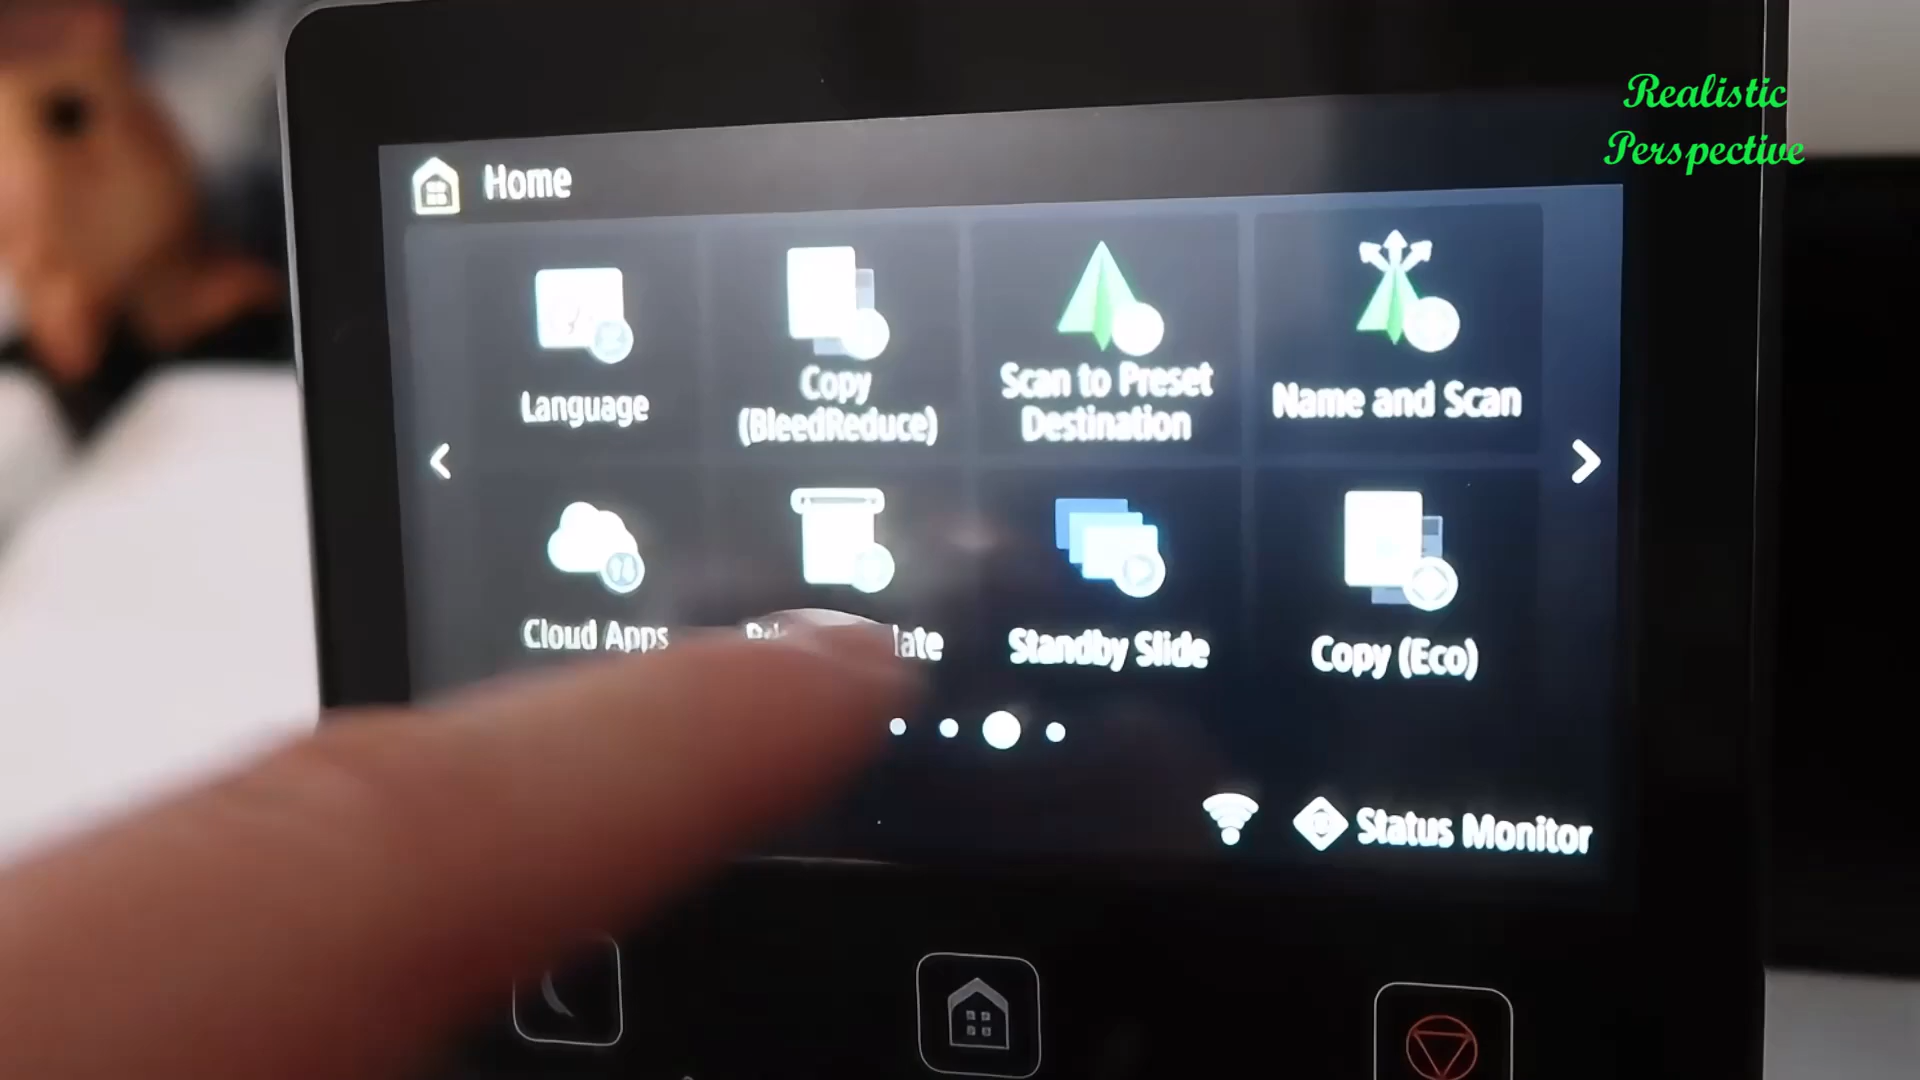 Realistic
Perspective
Home
Language
Copy
(BleedReduce)
Scan to Preset
Destination
Name and Scan
Cloud Apps
Standby Slide
Copy (Eco)
Status Monitor